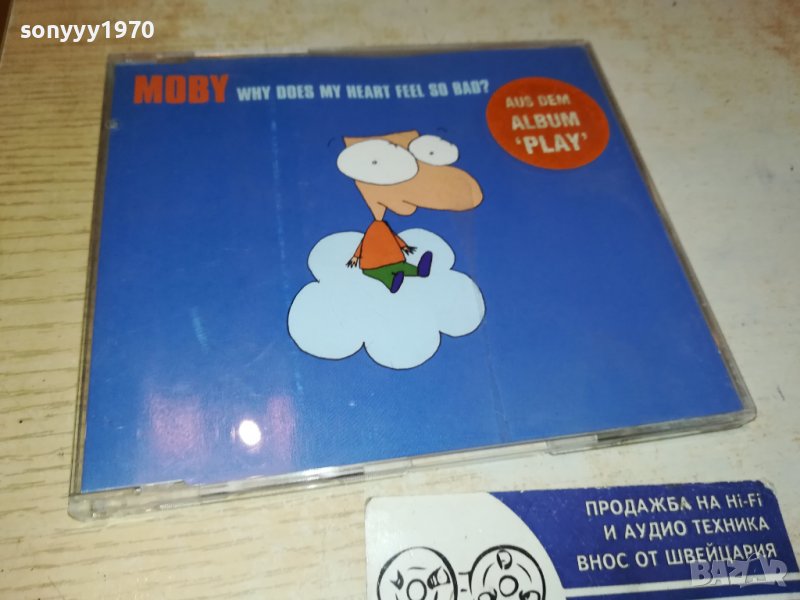 sonyyy1970
MOBY WHY DOES MY HEART FEEL SO BAD?
AUS DEM
ALBUM
'PLAY'
ПРОДАЖБА НА Hi-Fi
И АУДИО ТЕХНИКА
ВНОС ОТ ШВЕЙЦАРИЯ
BAZAR